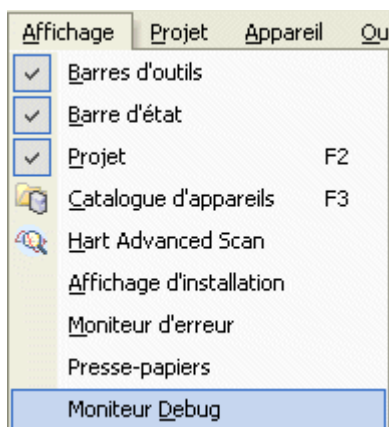 Affichage Projet Appareil Ou
Barres d'outils
Barre d'état
Projet F2
Catalogue d'appareils F3
Hart Advanced Scan
Affichage d'installation
Moniteur d'erreur
Presse-papiers
Moniteur Debug